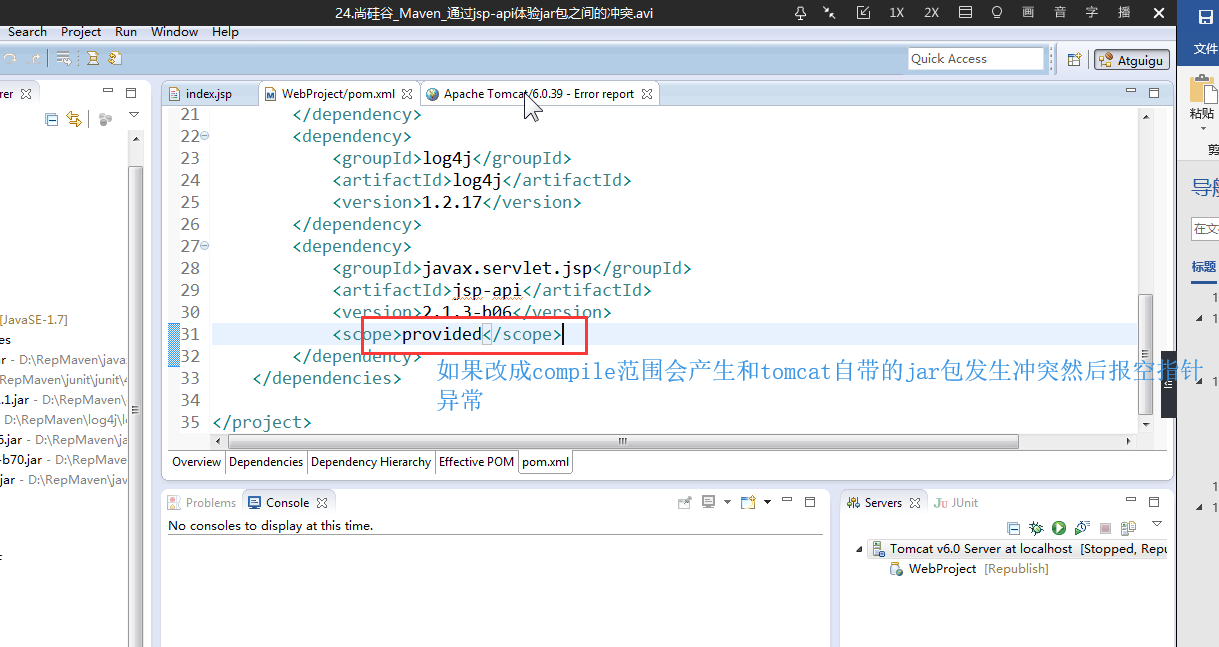 24.尚硅谷_Maven_通过jsp-api体验jar包之间的冲突.avi
1X 2X 画 音 字 播
Search Project Run Window Help
文件
Quick Access
Atguigu
粘贴
index.jsp WebProject/pom.xml Apache Tomcat/6.0.39 - Error report
21 </dependency>
22 <dependency>
23 <groupId>log4j</groupId>
24 <artifactId>log4j</artifactId>
25 <version>1.2.17</version>
26 </dependency>
27 <dependency>
28 <groupId>javax.servlet.jsp</groupId>
29 <artifactId>jsp-api</artifactId>
30 <version>2.1.3-b06</version>
31 <scope>provided</scope>
32 </dependency>
33 </dependencies>
34
35 </project>
如果改成compile范围会产生和tomcat自带的jar包发生冲突然后报空指针
异常
[JavaSE-1.7]
es
r - D:\RepMaven\java
RepMaven\junit\junit\4
.1.jar - D:\RepMaven\
D:\RepMaven\log4j\l
.jar - D:\RepMaven\ja
-b70.jar - D:\RepMave
jar - D:\RepMaven\jav
标题
Overview Dependencies Dependency Hierarchy Effective POM pom.xml
Problems Console
No consoles to display at this time.
Servers JUnit
Tomcat v6.0 Server at localhost [Stopped, Repu
WebProject [Republish]